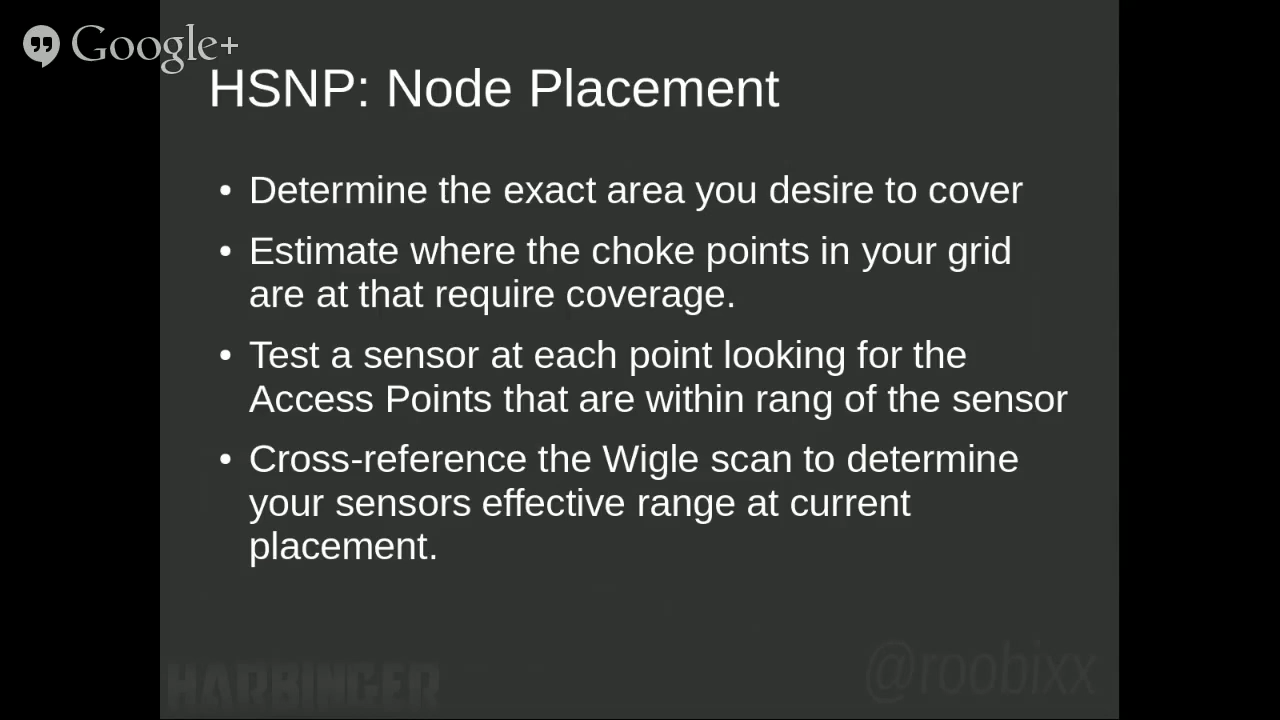 Google+
HSNP: Node Placement
• Determine the exact area you desire to cover
• Estimate where the choke points in your grid
are at that require coverage.
• Test a sensor at each point looking for the
Access Points that are within rang of the sensor
• Cross-reference the Wigle scan to determine
your sensors effective range at current
placement.
HARBINGER
@roobixx